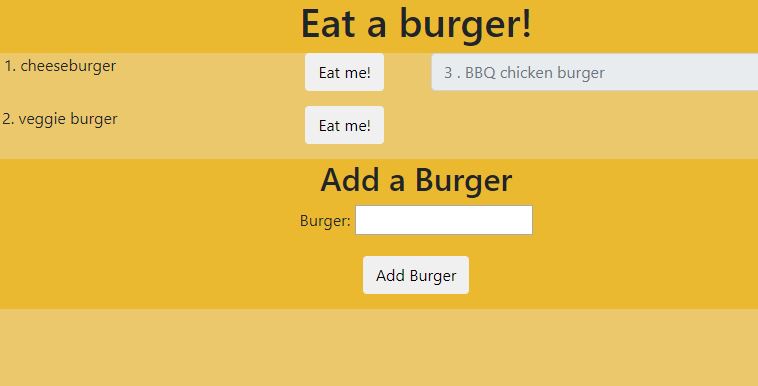 Eat a burger!
1. cheeseburger
Eat me!
3 . BBQ chicken burger
2. veggie burger
Eat me!
Add a Burger
Burger:
Add Burger